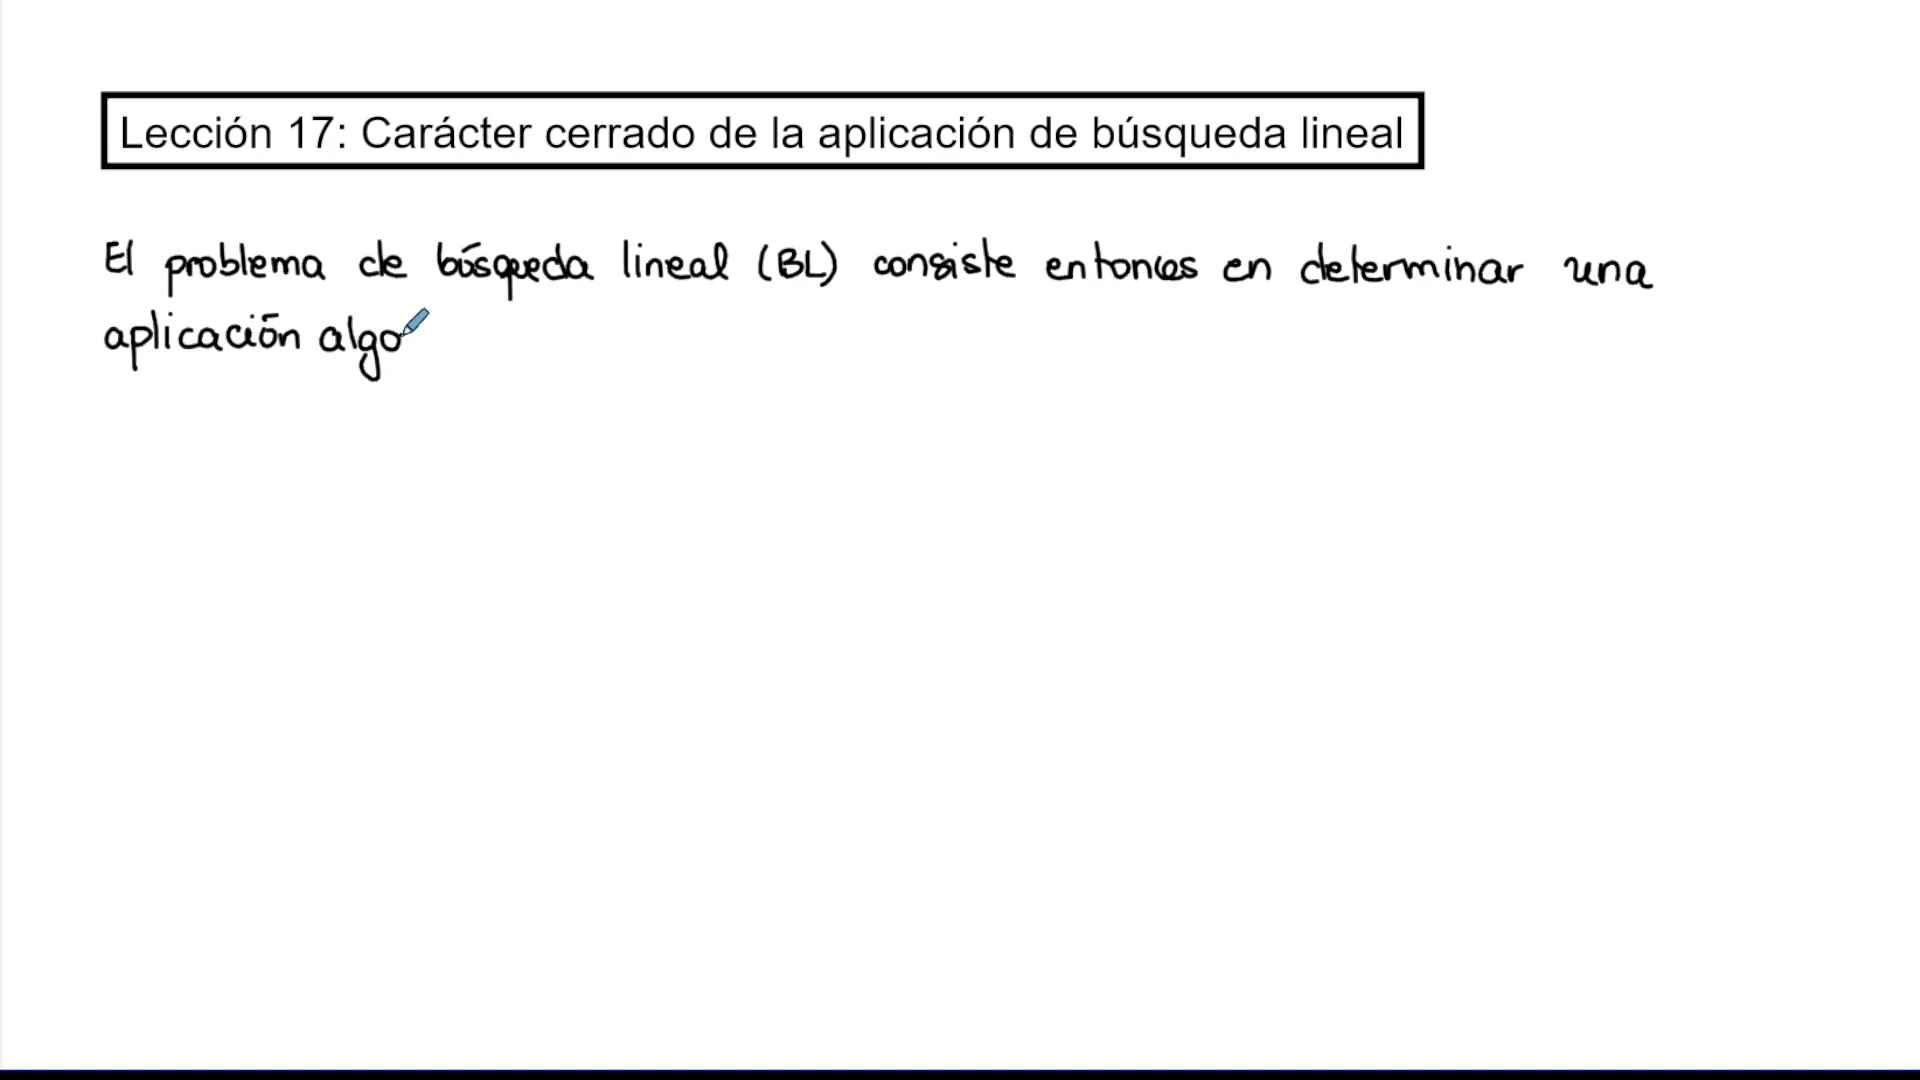 Lección 17: Carácter cerrado de la aplicación de búsqueda lineal
El problema de búsqueda lineal (BL) consiste entonces en determinar una
aplicación algo